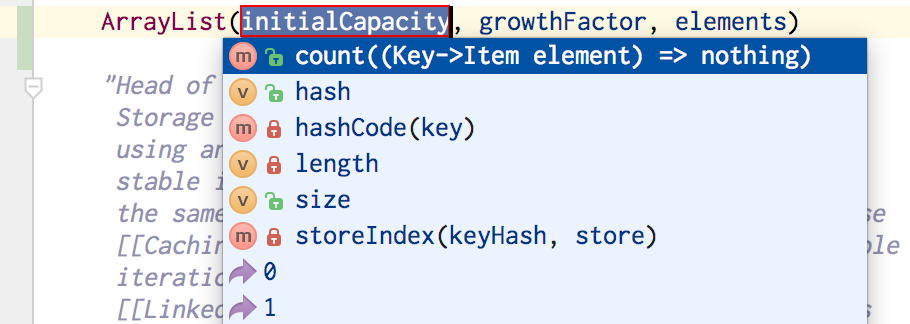 ArrayList(initialCapacity, growthFactor, elements)
m count((Key->Item element) => nothing)
"Head of
v hash
Storage
m hashCode(key)
using
v length
stable
v size
the same
m storeIndex(keyHash, store)
se
[[Cachin
ble
0
iteratio
1
[[Linked
s